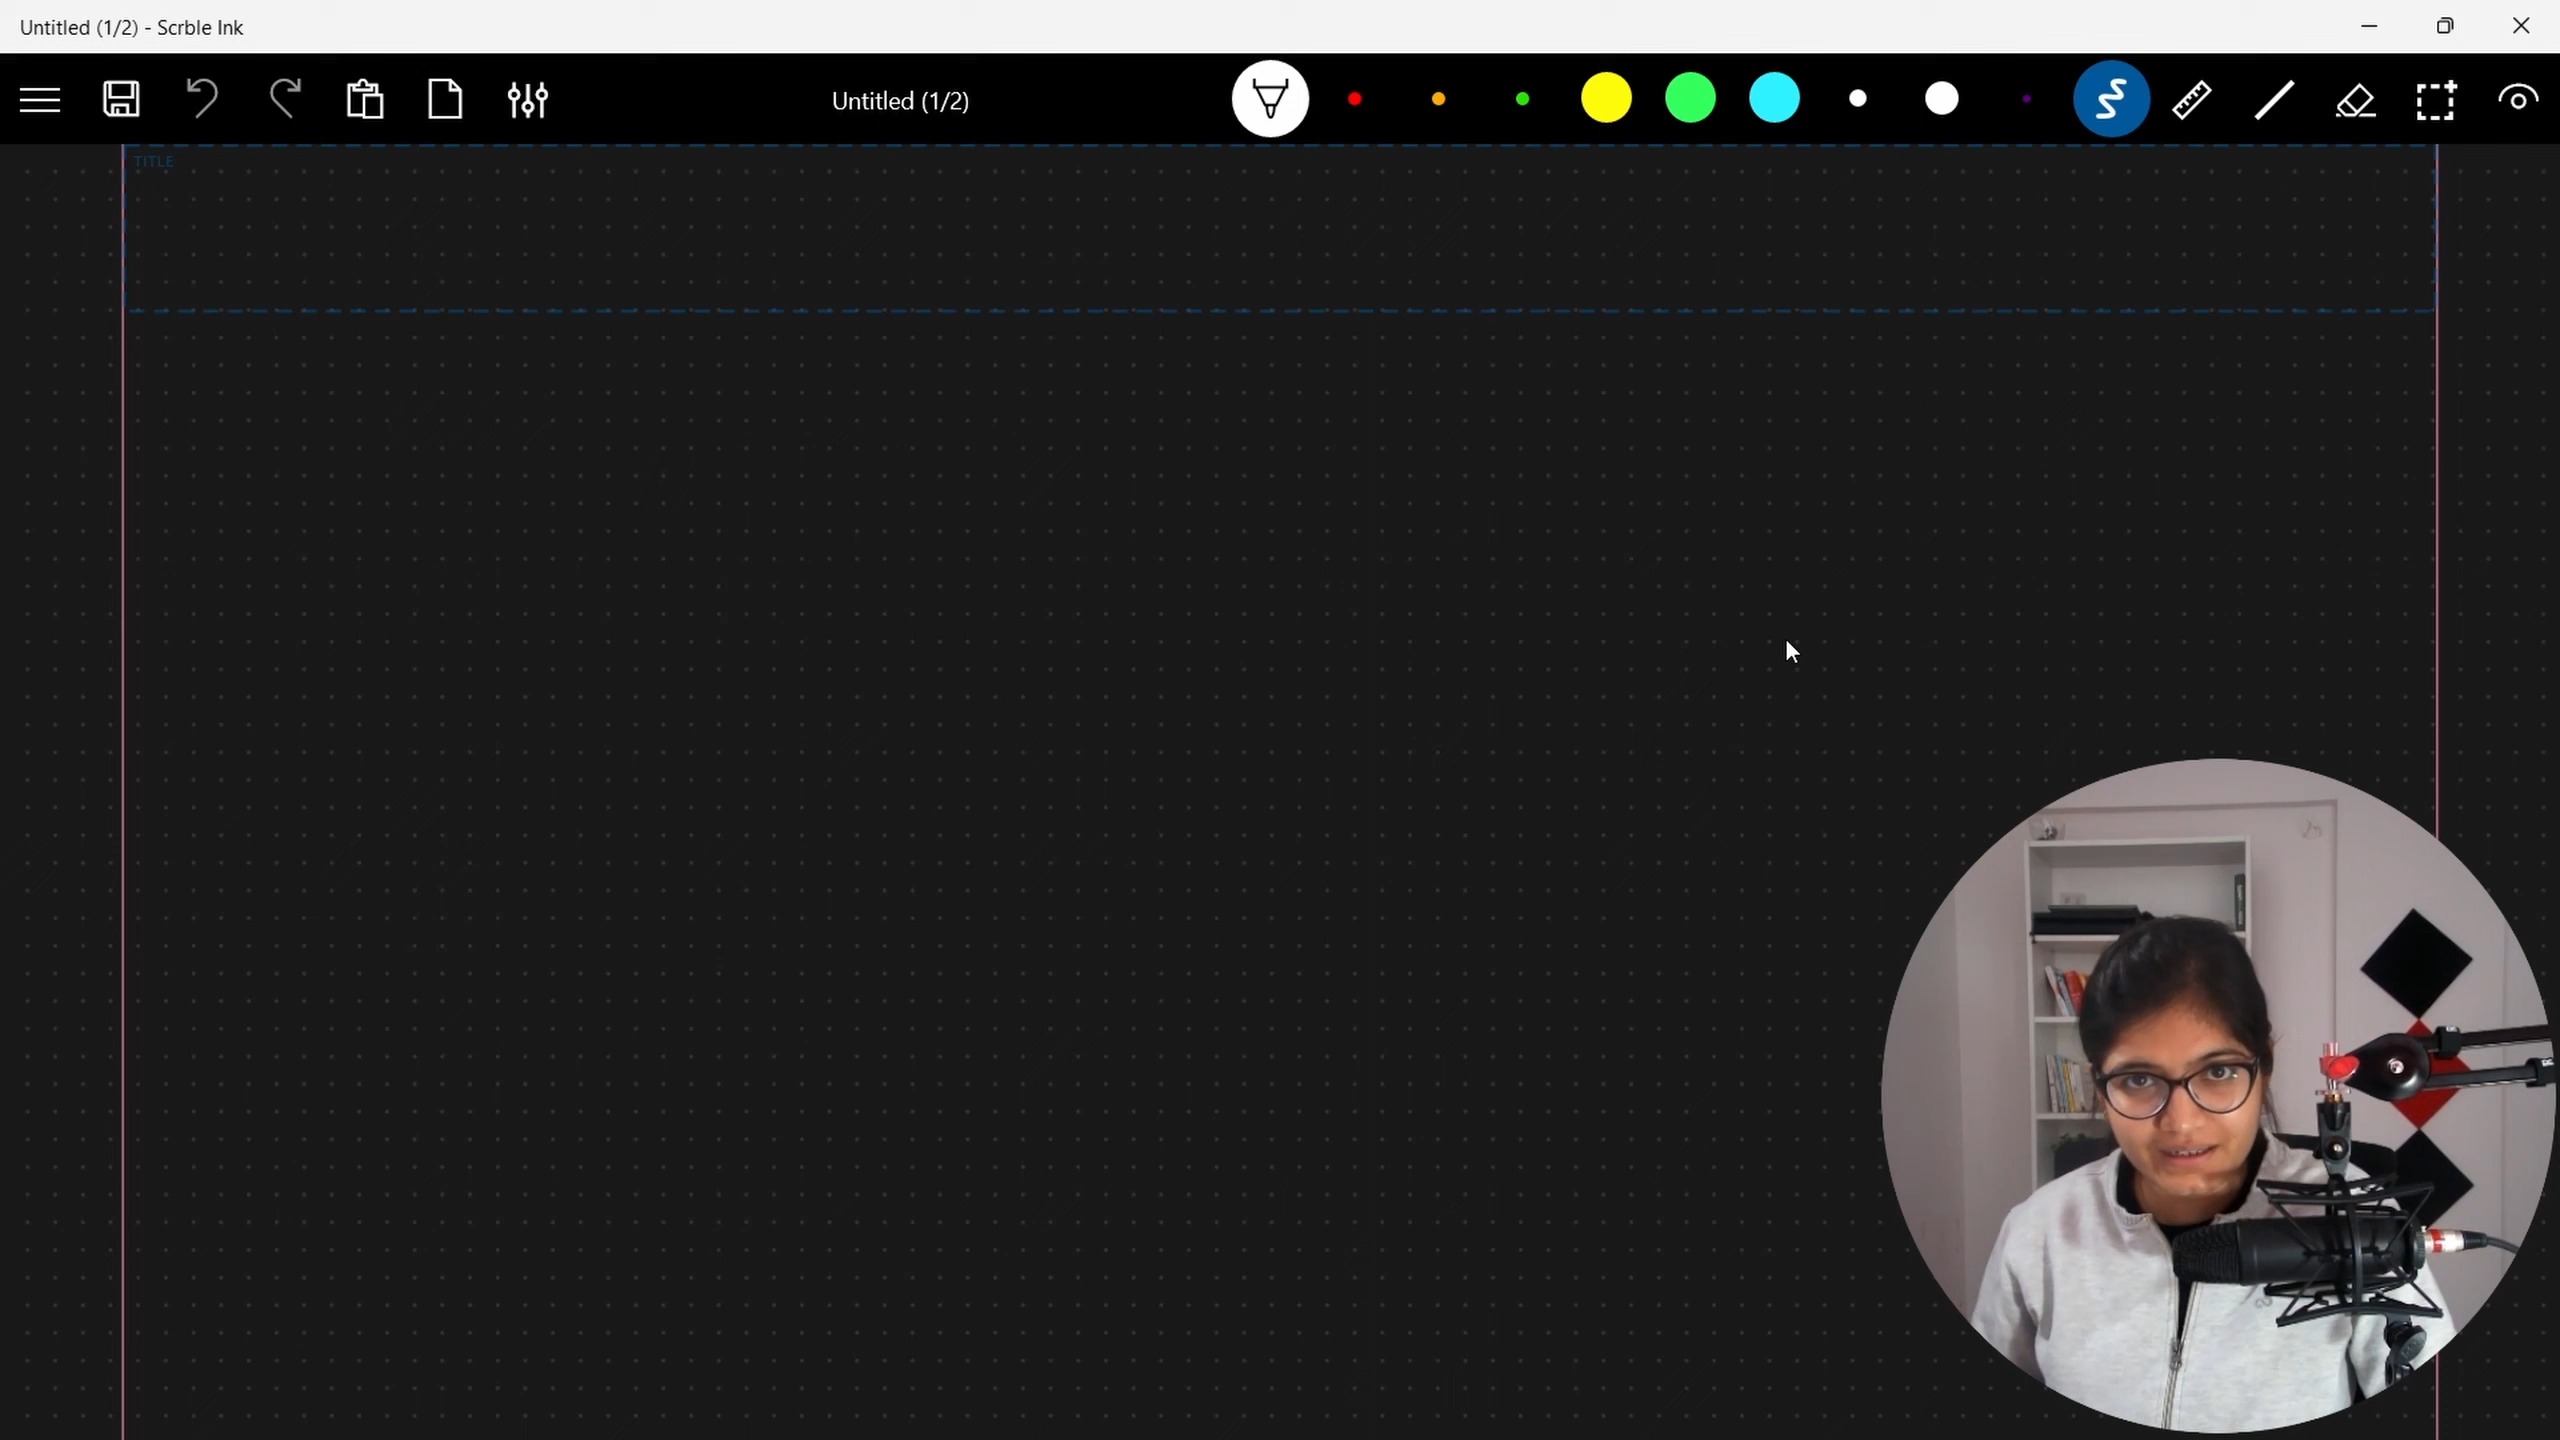 Untitled (1/2) - Scrble Ink
Untitled (1/2)
TITLE